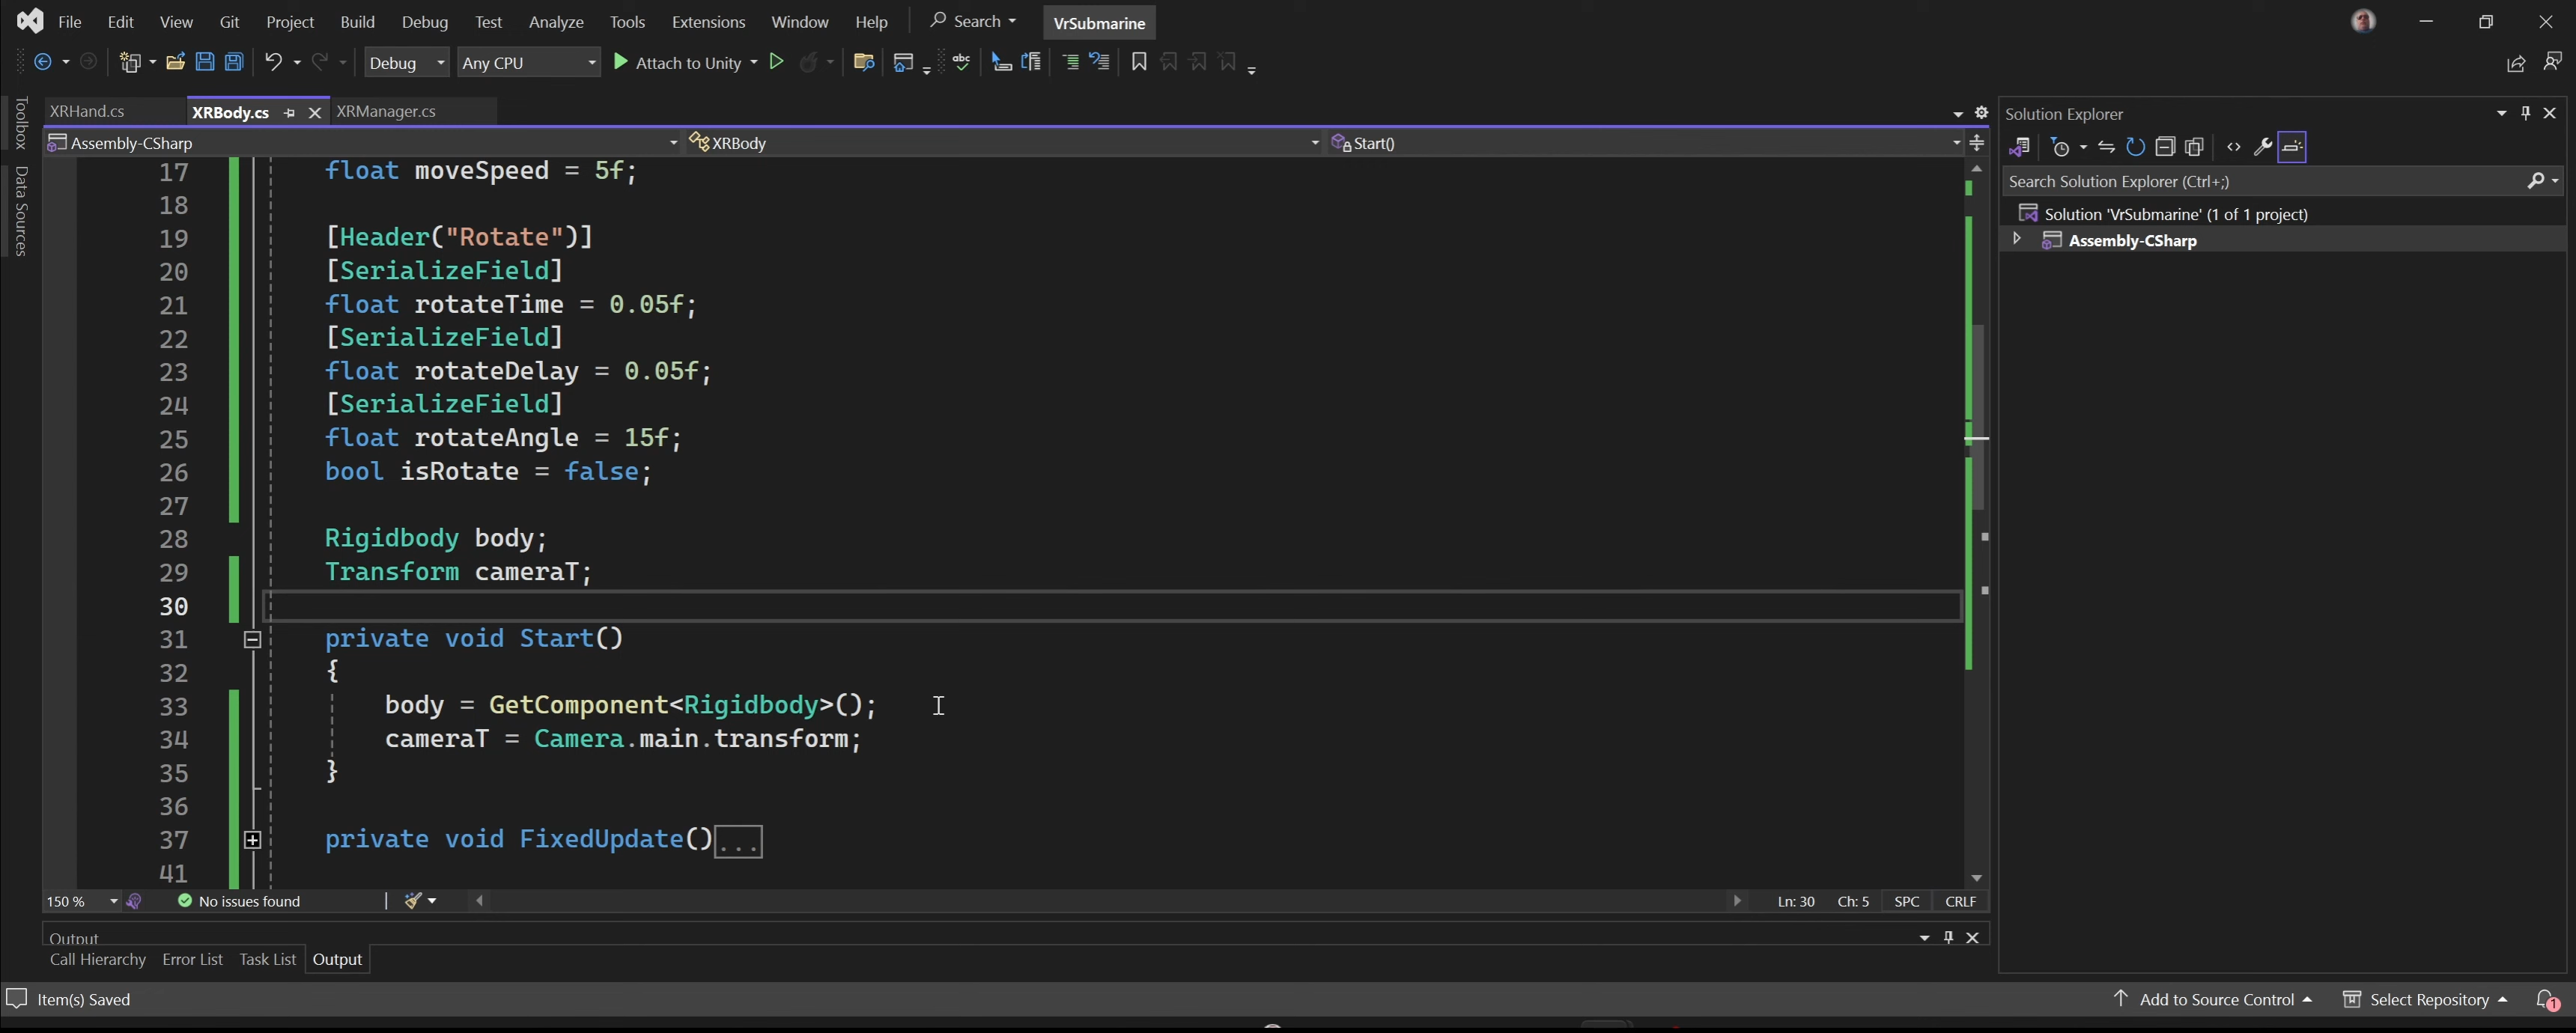 File Edit View Git Project Build Debug Test Analyze Tools Extensions Window Help Search VrSubmarine
Debug Any CPU Attach to Unity
Toolbox
Data Sources
XRHand.cs XRBody.cs XRManager.cs
Assembly-CSharp XRBody Start()
17 float moveSpeed = 5f;
18
19 [Header("Rotate")]
20 [SerializeField]
21 float rotateTime = 0.05f;
22 [SerializeField]
23 float rotateDelay = 0.05f;
24 [SerializeField]
25 float rotateAngle = 15f;
26 bool isRotate = false;
27
28 Rigidbody body;
29 Transform cameraT;
30
31 private void Start()
32 {
33 body = GetComponent<Rigidbody>();
34 cameraT = Camera.main.transform;
35 }
36
37 private void FixedUpdate()...
41
150 % No issues found Ln: 30 Ch: 5 SPC CRLF
Output
Call Hierarchy Error List Task List Output
Solution Explorer
Search Solution Explorer (Ctrl+;)
Solution 'VrSubmarine' (1 of 1 project)
Assembly-CSharp
Item(s) Saved Add to Source Control Select Repository 1